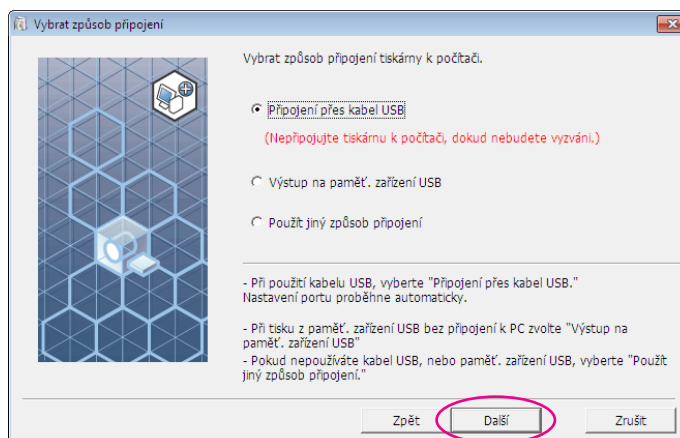 Vybrat způsob připojení
Vybrat způsob připojení tiskárny k počítači.
Připojení přes kabel USB
(Nepřipojujte tiskárnu k počítači, dokud nebudete vyzváni.)
Výstup na paměť. zařízení USB
Použít jiný způsob připojení
- Při použití kabelu USB, vyberte "Připojení přes kabel USB."
Nastavení portu proběhne automaticky.
- Při tisku z paměť. zařízení USB bez připojení k PC zvolte "Výstup na
paměť. zařízení USB"
- Pokud nepoužíváte kabel USB, nebo paměť. zařízení USB, vyberte "Použít
jiný způsob připojení."
Zpět Další Zrušit